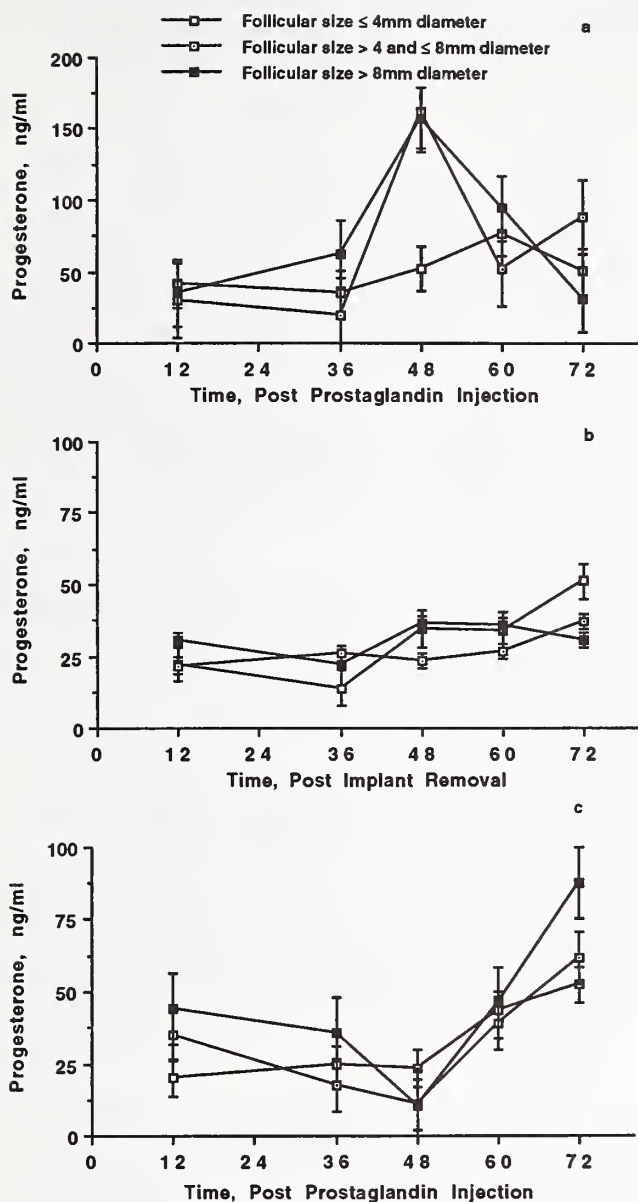 Follicular size ≤ 4mm diameter
Follicular size > 4 and ≤ 8mm diameter
Follicular size > 8mm diameter
a
200
150
100
50
0
Progesterone, ng/ml
0 12 24 36 48 60 72
Time, Post Prostaglandin Injection
b
100
75
50
25
0
Progesterone, ng/ml
0 12 24 36 48 60 72
Time, Post Implant Removal
c
100
75
50
25
0
Progesterone, ng/ml
0 12 24 36 48 60 72
Time, Post Prostaglandin Injection